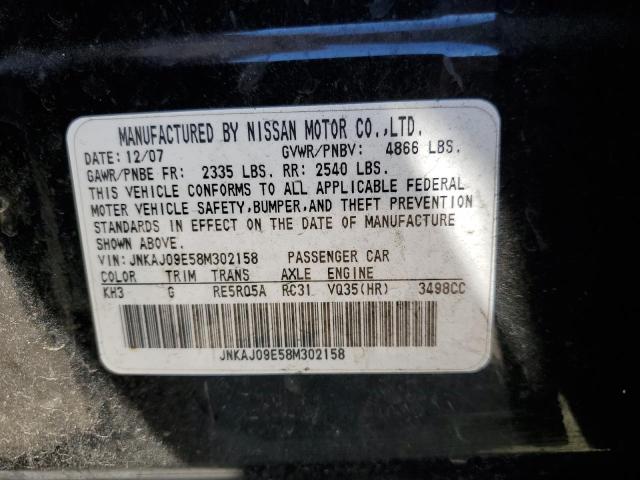 MANUFACTURED BY NISSAN MOTOR CO.,LTD.
DATE: 12/07 GVWR/PNBV: 4866 LBS.
GAWR/PNBE FR: 2335 LBS. RR: 2540 LBS.
THIS VEHICLE CONFORMS TO ALL APPLICABLE FEDERAL
MOTOR VEHICLE SAFETY,BUMPER,AND THEFT PREVENTION
STANDARDS IN EFFECT ON THE DATE OF MANUFACTURE
SHOWN ABOVE.
VIN: JNKAJ09E58M302158 PASSENGER CAR
COLOR TRIM TRANS AXLE ENGINE
KH3 G RE5R05A RC31 VQ35(HR) 3498CC
JNKAJ09E58M302158